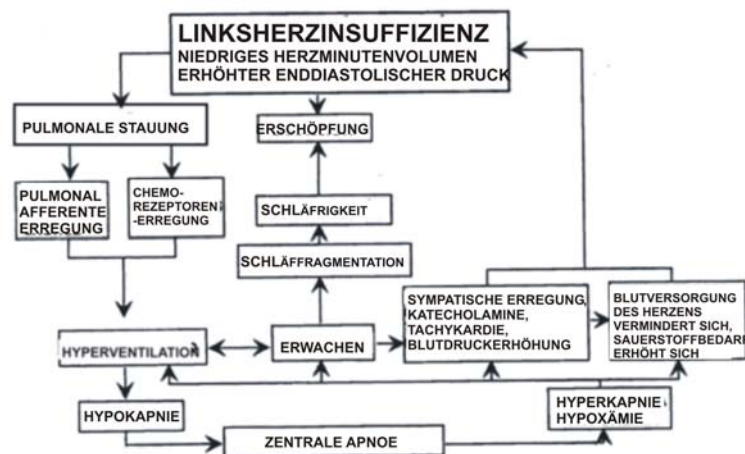 LINKSHERZINSUFFIZIENZ
NIEDRIGES HERZMINUTENVOLUMEN
ERHÖHTER ENDDIASTOLISCHER DRUCK
PULMONALE STAUUNG
ERSCHÖPFUNG
PULMONAL
AFFERENTE
ERREGUNG
CHEMO-
REZEPTOREN
-ERREGUNG
SCHLÄFRIGKEIT
SCHLÄFFRAGMENTATION
SYMPATISCHE ERREGUNG,
KATECHOLAMINE,
TACHYKARDIE,
BLUTDRUCKERHÖHUNG
BLUTVERSORGUNG
DES HERZENS
VERMINDERT SICH,
SAUERSTOFFBEDARF
ERHÖHT SICH
HYPERVENTILATION
ERWACHEN
HYPOKAPNIE
HYPERKAPNIE
HYPOXÄMIE
ZENTRALE APNOE